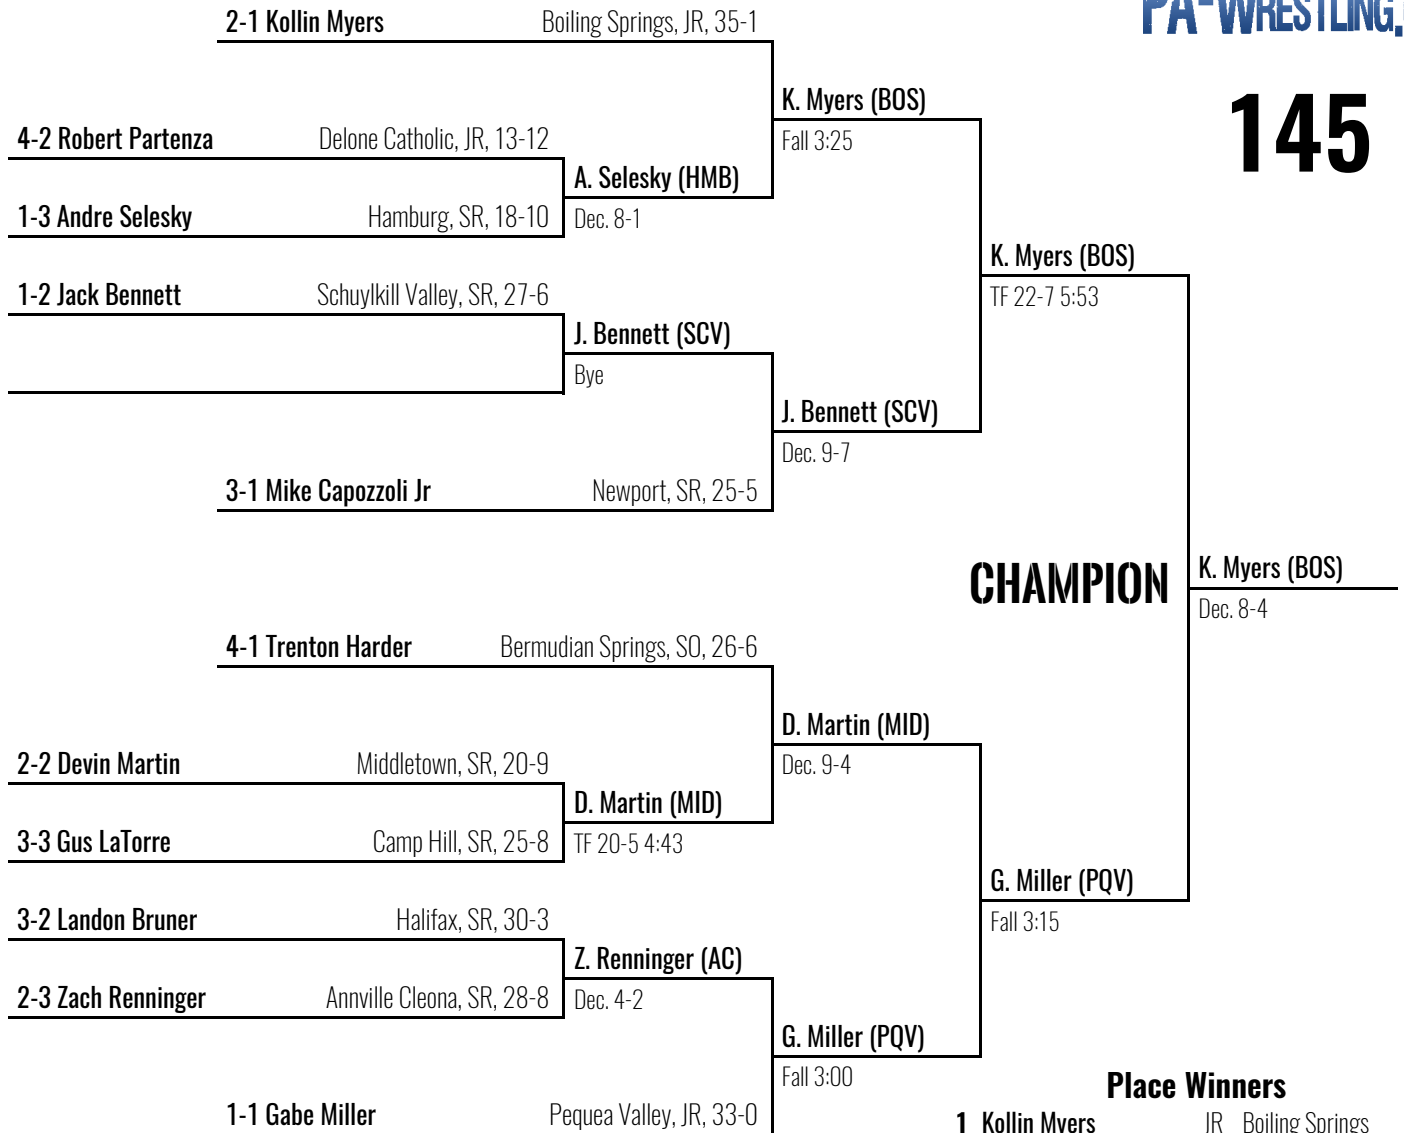 2-1 Kollin Myers Boiling Springs, JR, 35-1
PA-WRESTLING.
K. Myers (BOS)
145
4-2 Robert Partenza Delone Catholic, JR, 13-12
Fall 3:25
A. Selesky (HMB)
1-3 Andre Selesky Hamburg, SR, 18-10
Dec. 8-1
K. Myers (BOS)
1-2 Jack Bennett Schuylkill Valley, SR, 27-6
TF 22-7 5:53
J. Bennett (SCV)
Bye
J. Bennett (SCV)
Dec. 9-7
3-1 Mike Capozzoli Jr Newport, SR, 25-5
CHAMPION
K. Myers (BOS)
Dec. 8-4
4-1 Trenton Harder Bermudian Springs, SO, 26-6
D. Martin (MID)
2-2 Devin Martin Middletown, SR, 20-9
Dec. 9-4
D. Martin (MID)
3-3 Gus LaTorre Camp Hill, SR, 25-8
TF 20-5 4:43
G. Miller (PQV)
3-2 Landon Bruner Halifax, SR, 30-3
Fall 3:15
Z. Renninger (AC)
2-3 Zach Renninger Annville Cleona, SR, 28-8
Dec. 4-2
G. Miller (PQV)
Fall 3:00
Place Winners
1-1 Gabe Miller Pequea Valley, JR, 33-0
1 Kollin Myers JR Boiling Springs